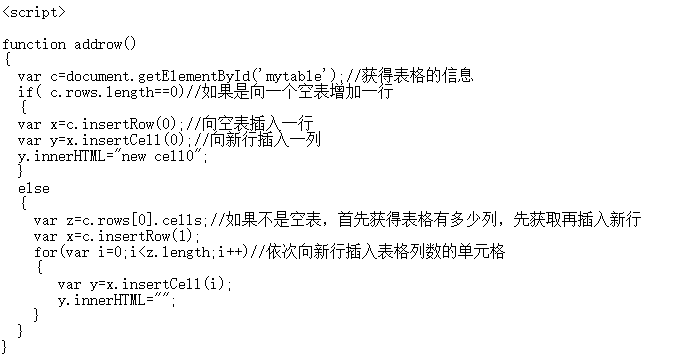 <script>
function addrow()
{
var c=document.getElementById('mytable');//获得表格的信息
if( c.rows.length==0)//如果是向一个空表增加一行
{
var x=c.insertRow(0);//向空表插入一行
var y=x.insertCell(0);//向新行插入一列
y.innerHTML="new cell0";
}
else
{
var z=c.rows[0].cells;//如果不是空表，首先获得表格有多少列，先获取再插入新行
var x=c.insertRow(1);
for(var i=0;i<z.length;i++)//依次向新行插入表格列数的单元格
{
var y=x.insertCell(i);
y.innerHTML="";
}
}
}